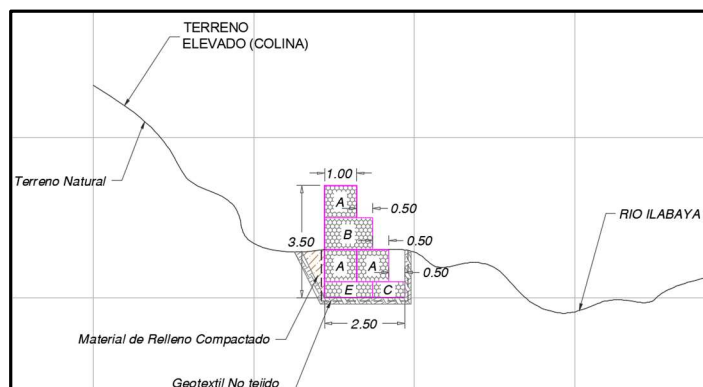 TERRENO
ELEVADO (COLINA)
Terreno Natural
1.00
A
0.50
B
3.50
0.50
RIO ILABAYA
A
A
0.50
E
C
2.50
Material de Relleno Compactado
Geotextil No tejido